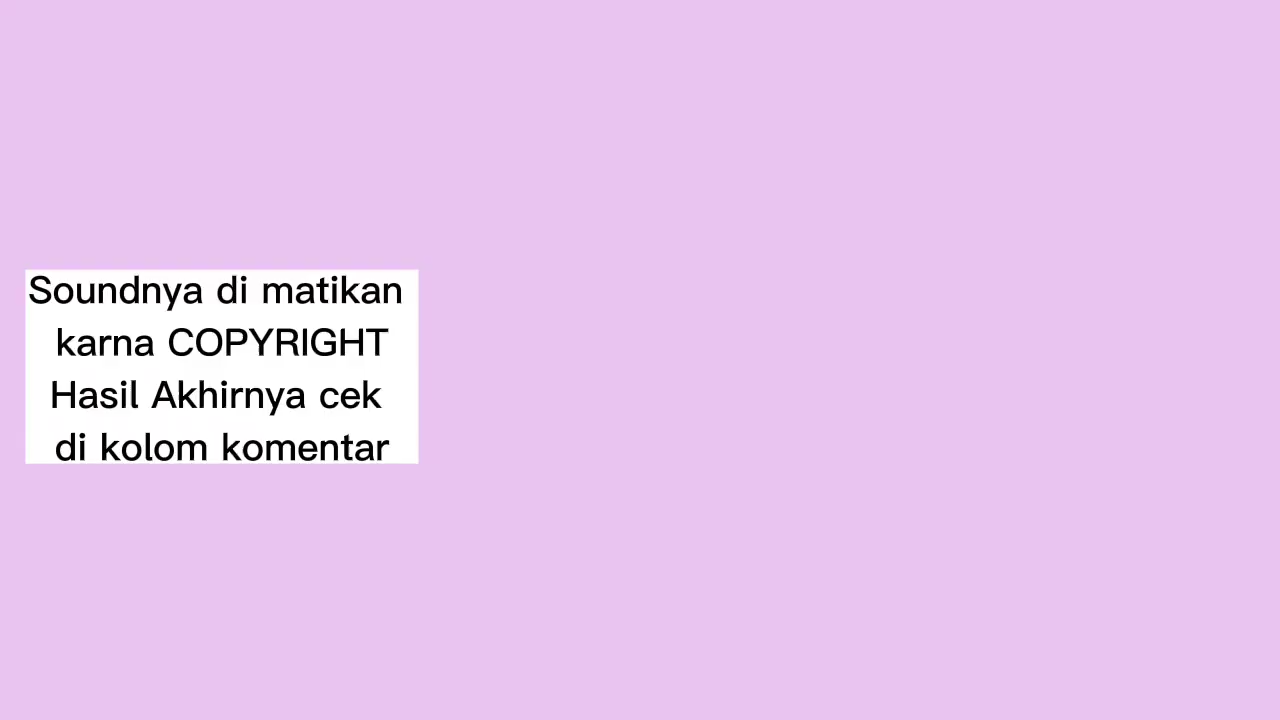 Soundnya di matikan
karna COPYRIGHT
Hasil Akhirnya cek
di kolom komentar